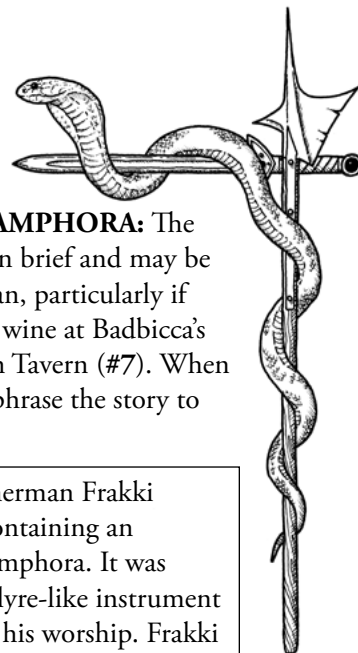 AMPHORA: The
n brief and may be
an, particularly if
wine at Badbicca's
n Tavern (#7). When
phrase the story to
erman Frakki
ontaining an
mphora. It was
lyre-like instrument
his worship. Frakki